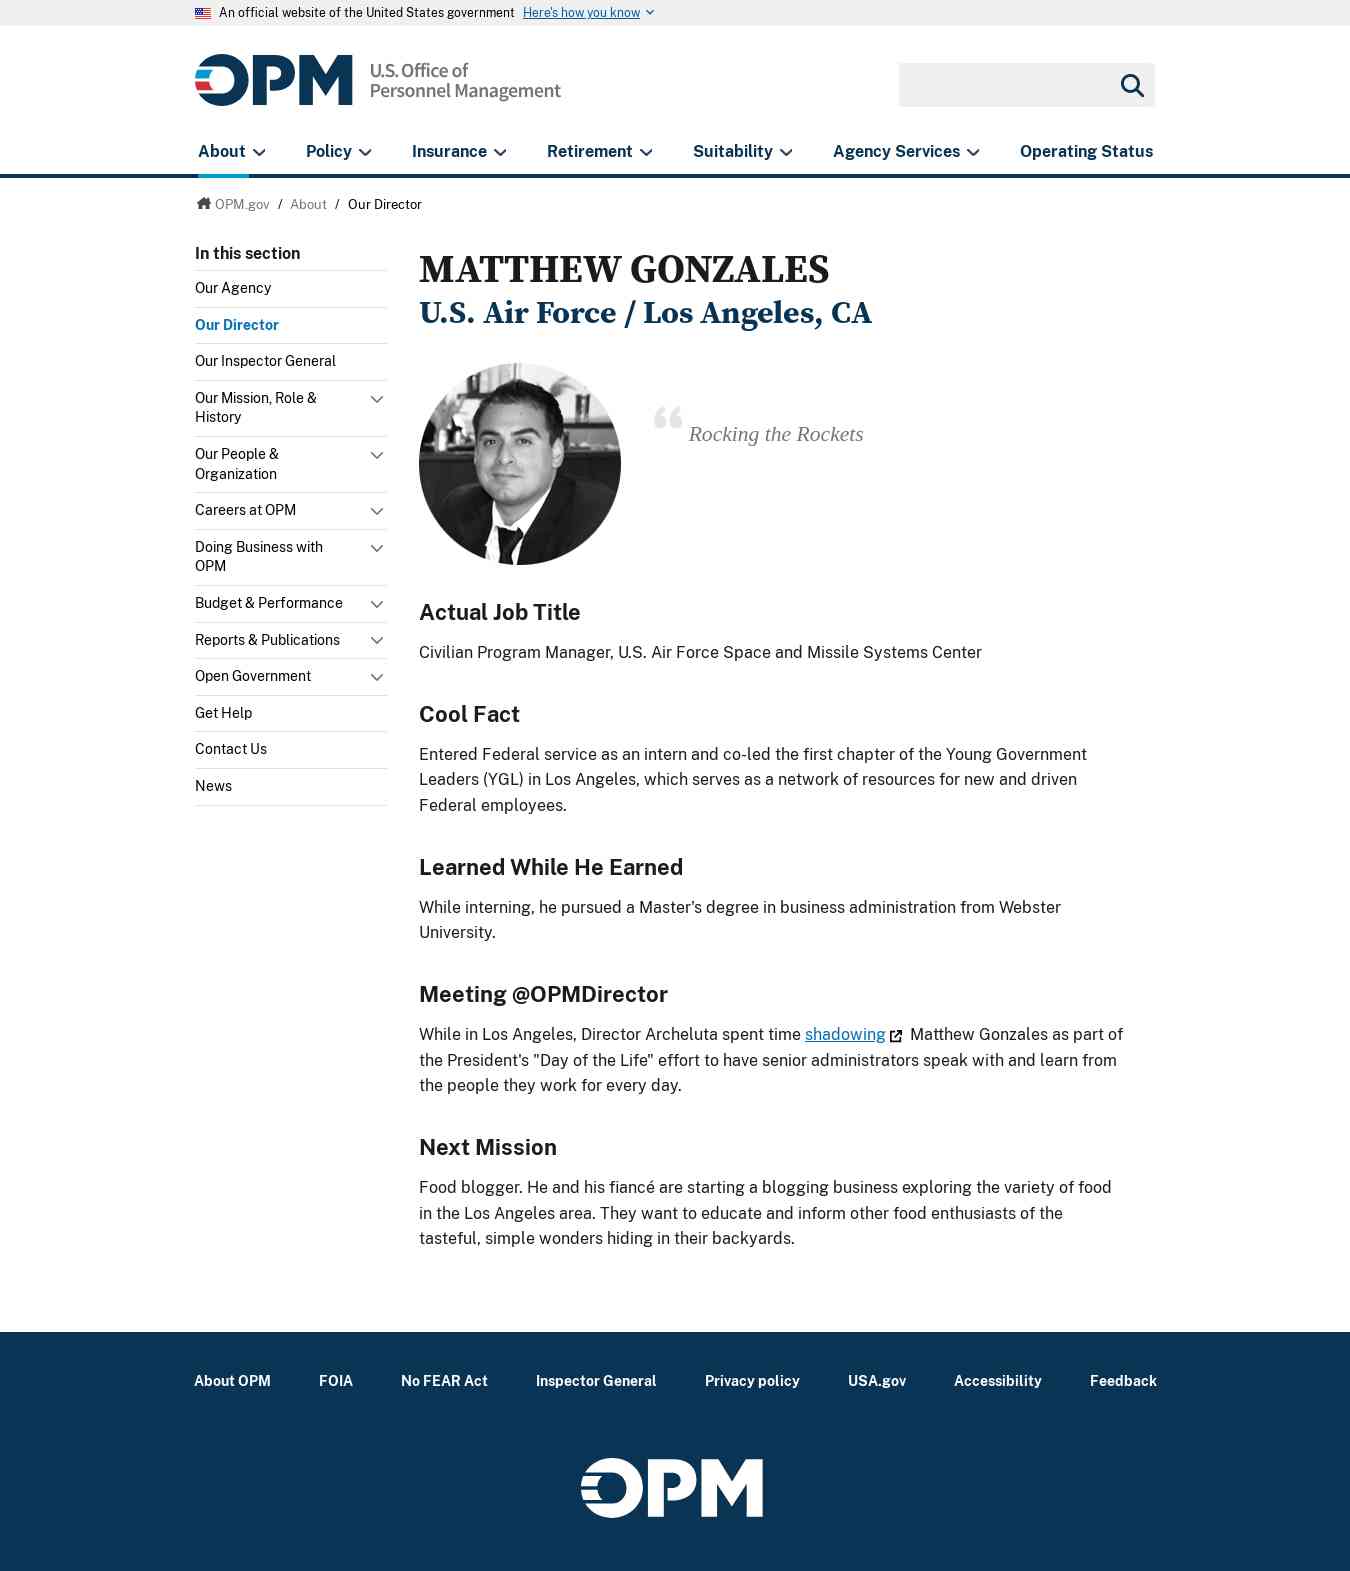 An official website of the United States government Here's how you know
OPM U.S. Office of
Personnel Management
About Policy Insurance Retirement Suitability Agency Services Operating Status
OPM.gov / About / Our Director
In this section
Our Agency
Our Director
Our Inspector General
Our Mission, Role &
History
Our People &
Organization
Careers at OPM
Doing Business with
OPM
Budget & Performance
Reports & Publications
Open Government
Get Help
Contact Us
News
MATTHEW GONZALES
U.S. Air Force / Los Angeles, CA
“ Rocking the Rockets
Actual Job Title
Civilian Program Manager, U.S. Air Force Space and Missile Systems Center
Cool Fact
Entered Federal service as an intern and co-led the first chapter of the Young Government
Leaders (YGL) in Los Angeles, which serves as a network of resources for new and driven
Federal employees.
Learned While He Earned
While interning, he pursued a Master's degree in business administration from Webster
University.
Meeting @OPMDirector
While in Los Angeles, Director Archeluta spent time shadowing Matthew Gonzales as part of
the President's "Day of the Life" effort to have senior administrators speak with and learn from
the people they work for every day.
Next Mission
Food blogger. He and his fiancé are starting a blogging business exploring the variety of food
in the Los Angeles area. They want to educate and inform other food enthusiasts of the
tasteful, simple wonders hiding in their backyards.
About OPM FOIA No FEAR Act Inspector General Privacy policy USA.gov Accessibility Feedback
OPM